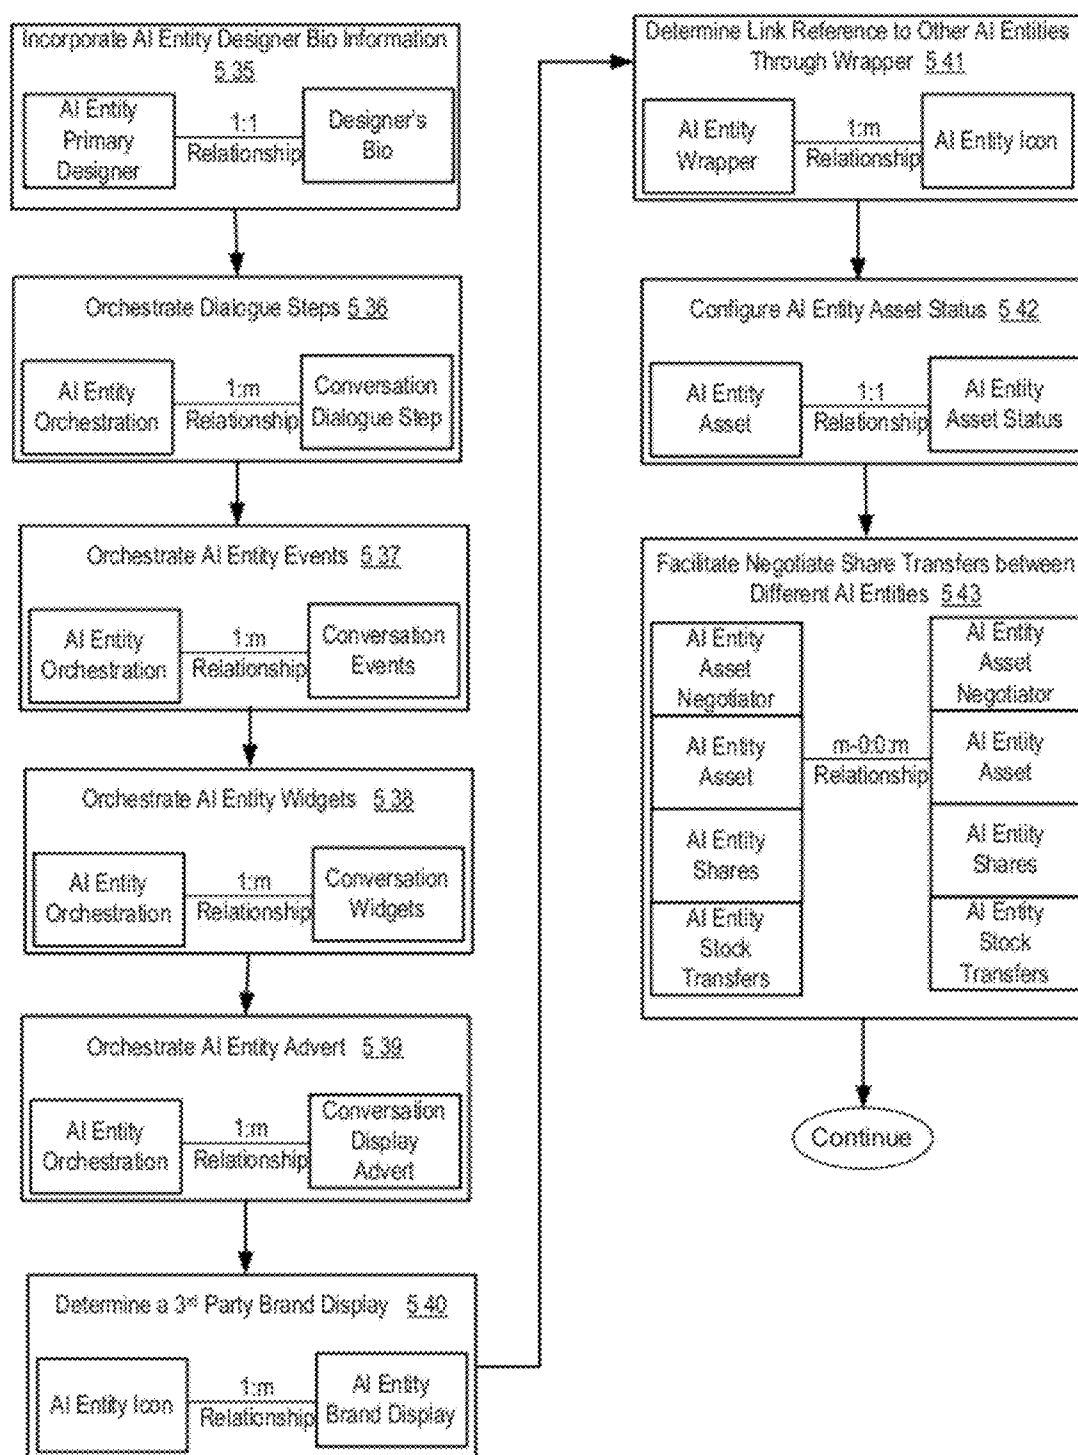 Incorporate AI Entity Designer Bio Information
5.35
AI Entity
Primary
Designer
1:1
Relationship
Designer's
Bio
Orchestrate Dialogue Steps 5.36
AI Entity
Orchestration
1:m
Relationship
Conversation
Dialogue Step
Orchestrate AI Entity Events 5.37
AI Entity
Orchestration
1:m
Relationship
Conversation
Events
Orchestrate AI Entity Widgets 5.38
AI Entity
Orchestration
1:m
Relationship
Conversation
Widgets
Orchestrate AI Entity Advert 5.39
AI Entity
Orchestration
1:m
Relationship
Conversation
Display
Advert
Determine a 3rd Party Brand Display 5.40
AI Entity Icon
1:m
Relationship
AI Entity
Brand Display
Determine Link Reference to Other AI Entities
Through Wrapper 5.41
AI Entity
Wrapper
1:m
Relationship
AI Entity Icon
Configure AI Entity Asset Status 5.42
AI Entity
Asset
1:1
Relationship
AI Entity
Asset Status
Facilitate Negotiate Share Transfers between
Different AI Entities 5.43
AI Entity
Asset
Negotiator
AI Entity
Asset
AI Entity
Shares
AI Entity
Stock
Transfers
m-0:0:m
Relationship
AI Entity
Asset
Negotiator
AI Entity
Asset
AI Entity
Shares
AI Entity
Stock
Transfers
Continue